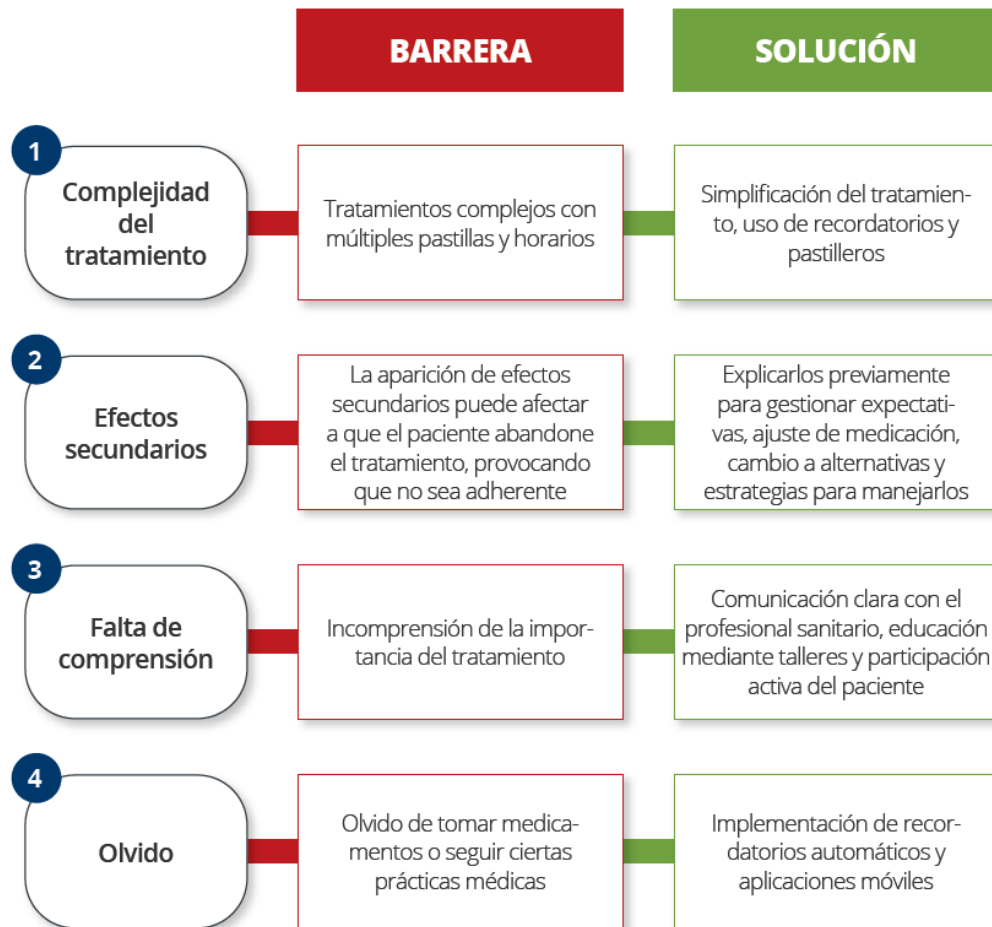 BARRERA
SOLUCIÓN
1
Complejidad
del
tratamiento
Tratamientos complejos con
múltiples pastillas y horarios
Simplificación del tratamien-
to, uso de recordatorios y
pastilleros
2
Efectos
secundarios
La aparición de efectos
secundarios puede afectar
a que el paciente abandone
el tratamiento, provocando
que no sea adherente
Explicarlos previamente
para gestionar expectati-
vas, ajuste de medicación,
cambio a alternativas y
estrategias para manejarlos
3
Falta de
comprensión
Incomprensión de la impor-
tancia del tratamiento
Comunicación clara con el
profesional sanitario, educación
mediante talleres y participación
activa del paciente
4
Olvido
Olvido de tomar medica-
mentos o seguir ciertas
prácticas médicas
Implementación de recor-
datorios automáticos y
aplicaciones móviles